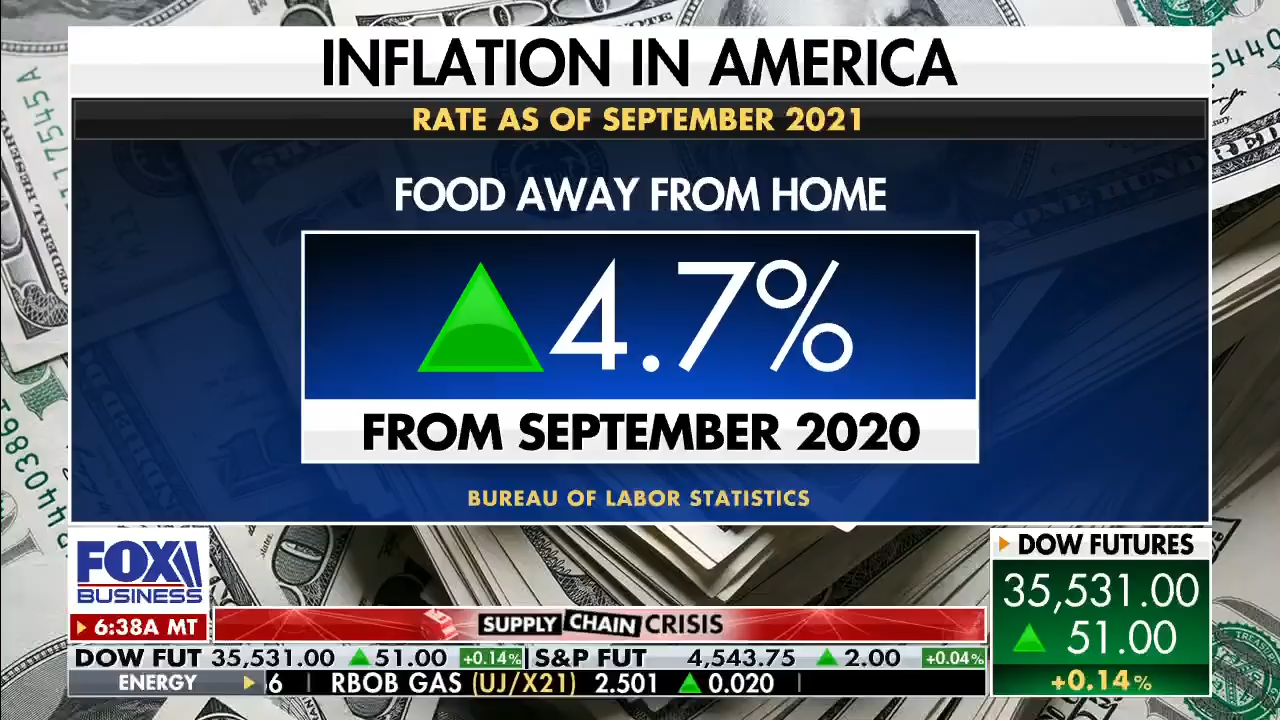 INFLATION IN AMERICA
RATE AS OF SEPTEMBER 2021
FOOD AWAY FROM HOME
▲4.7%
FROM SEPTEMBER 2020
BUREAU OF LABOR STATISTICS
FOX
BUSINESS
6:38A MT
SUPPLY CHAIN CRISIS
DOW FUT 35,531.00 ▲51.00 +0.14% S&P FUT 4,543.75 ▲2.00 +0.04%
ENERGY 6 RBOB GAS (UJ/X21) 2.501 ▲0.020
DOW FUTURES
35,531.00
▲ 51.00
+0.14%